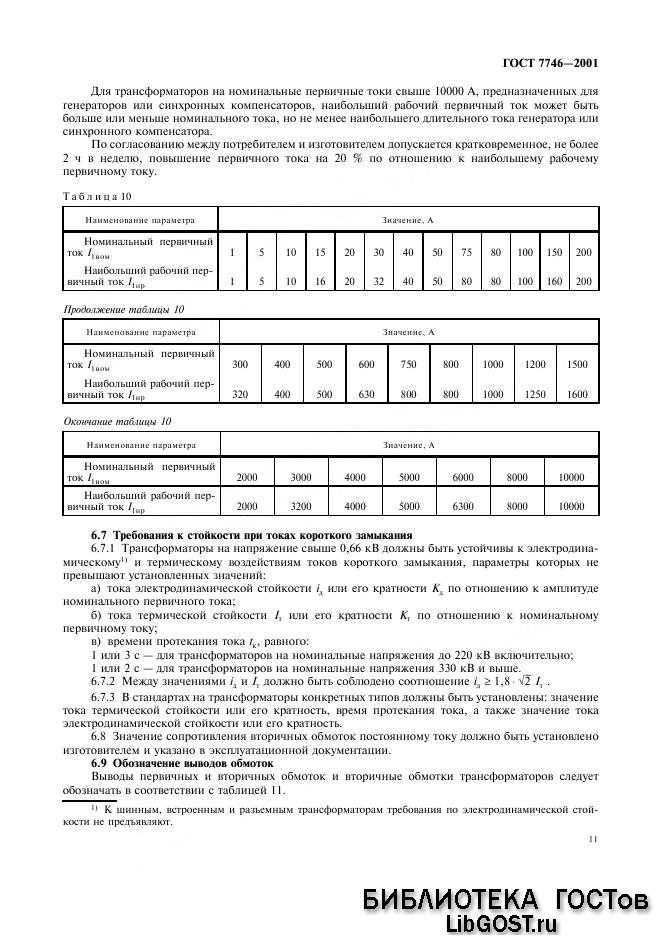 ГОСТ 7746—2001
Для трансформаторов на номинальные первичные токи свыше 10000 А, предназначенных для
генераторов или синхронных компенсаторов, наибольший рабочий первичный ток может быть
больше или меньше номинального тока, но не менее наибольшего длительного тока генератора или
синхронного компенсатора.
По согласованию между потребителем и изготовителем допускается кратковременное, не более
2 ч в неделю, повышение первичного тока на 20 % по отношению к наибольшему рабочему
первичному току.
Таблица 10
Наименование параметра Значение, А
Номинальный первичный
ток I1ном 1 5 10 15 20 30 40 50 75 80 100 150 200
Наибольший рабочий пер-
вичный ток I1нр 1 5 10 16 20 32 40 50 80 80 100 160 200
Продолжение таблицы 10
Наименование параметра Значение, А
Номинальный первичный
ток I1ном 300 400 500 600 750 800 1000 1200 1500
Наибольший рабочий пер-
вичный ток I1нр 320 400 500 630 800 800 1000 1250 1600
Окончание таблицы 10
Наименование параметра Значение, А
Номинальный первичный
ток I1ном 2000 3000 4000 5000 6000 8000 10000
Наибольший рабочий пер-
вичный ток I1нр 2000 3200 4000 5000 6300 8000 10000
6.7 Требования к стойкости при токах короткого замыкания
6.7.1 Трансформаторы на напряжение свыше 0,66 кВ должны быть устойчивы к электродина-
мическому1) и термическому воздействиям токов короткого замыкания, параметры которых не
превышают установленных значений:
а) тока электродинамической стойкости iд или его кратности Kд по отношению к амплитуде
номинального первичного тока;
б) тока термической стойкости Iт или его кратности Kт по отношению к номинальному
первичному току;
в) времени протекания тока tк, равного:
1 или 3 с — для трансформаторов на номинальные напряжения до 220 кВ включительно;
1 или 2 с — для трансформаторов на номинальные напряжения 330 кВ и выше.
6.7.2 Между значениями iд и Iт должно быть соблюдено соотношение iд ≥ 1,8 · √2 Iт .
6.7.3 В стандартах на трансформаторы конкретных типов должны быть установлены: значение
тока термической стойкости или его кратность, время протекания тока, а также значение тока
электродинамической стойкости или его кратность.
6.8 Значение сопротивления вторичных обмоток постоянному току должно быть установлено
изготовителем и указано в эксплуатационной документации.
6.9 Обозначение выводов обмоток
Выводы первичных и вторичных обмоток и вторичные обмотки трансформаторов следует
обозначать в соответствии с таблицей 11.
1) К шинным, встроенным и разъемным трансформаторам требования по электродинамической стой-
кости не предъявляют.
11
БИБЛИОТЕКА ГОСТов
LibGOST.ru